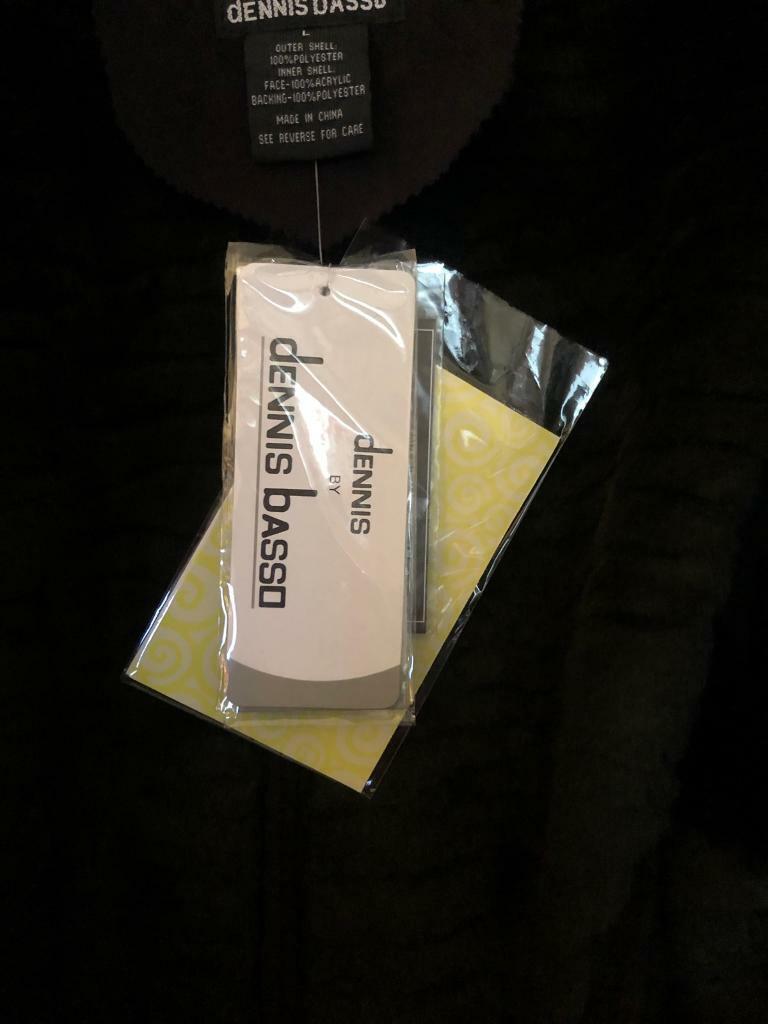 dENNIS bASSO
L
OUTER SHELL:
100%POLYESTER
INNER SHELL:
FACE-100%ACRYLIC
BACKING-100%POLYESTER
MADE IN CHINA
SEE REVERSE FOR CARE
dENNIS
BY
dENNIS bASSO